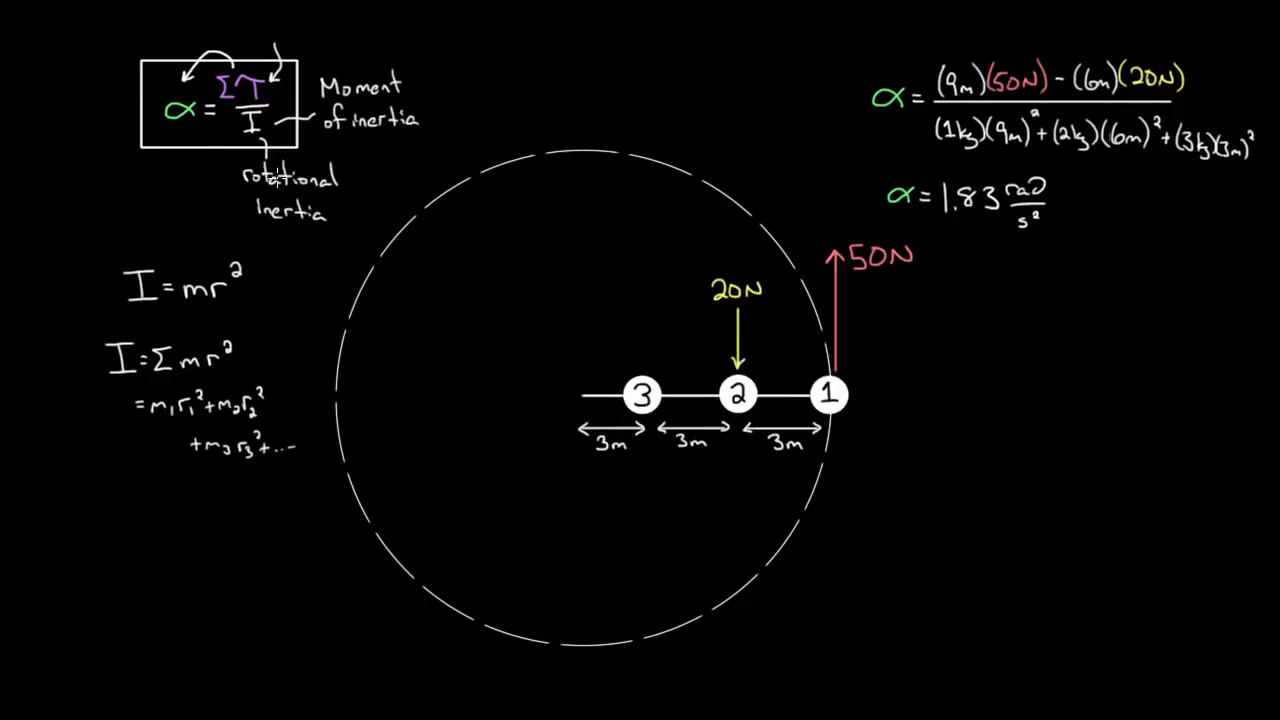 α = Στ / I
Moment
of inertia
rotational
inertia
I = mr²
I = Σmr²
= m₁r₁² + m₂r₂²
+ m₃r₃² + ...
α = (9m)(50N) - (6m)(20N) / (1kg)(9m)² + (2kg)(6m)² + (3kg)(3m)²
α = 1.83 rad/s²
50N
20N
3 2 1
3m 3m 3m